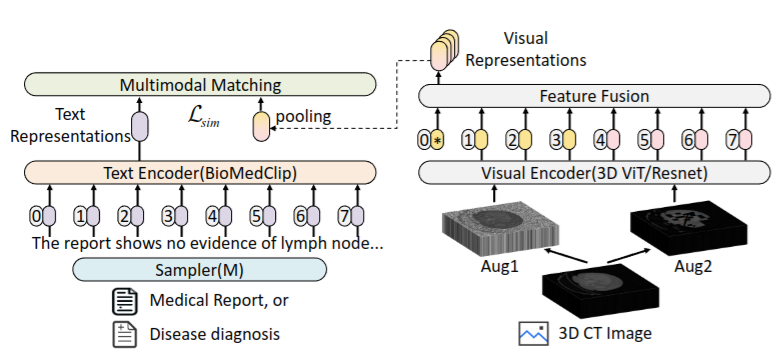 Visual
Representations
Multimodal Matching
Text
Representations
ℒsim
pooling
Feature Fusion
0 * 1 2 3 4 5 6 7
Text Encoder(BioMedClip)
Visual Encoder(3D ViT/Resnet)
0 1 2 3 4 5 6 7
The report shows no evidence of lymph node...
Sampler(M)
Aug1
Aug2
Medical Report, or
Disease diagnosis
3D CT Image